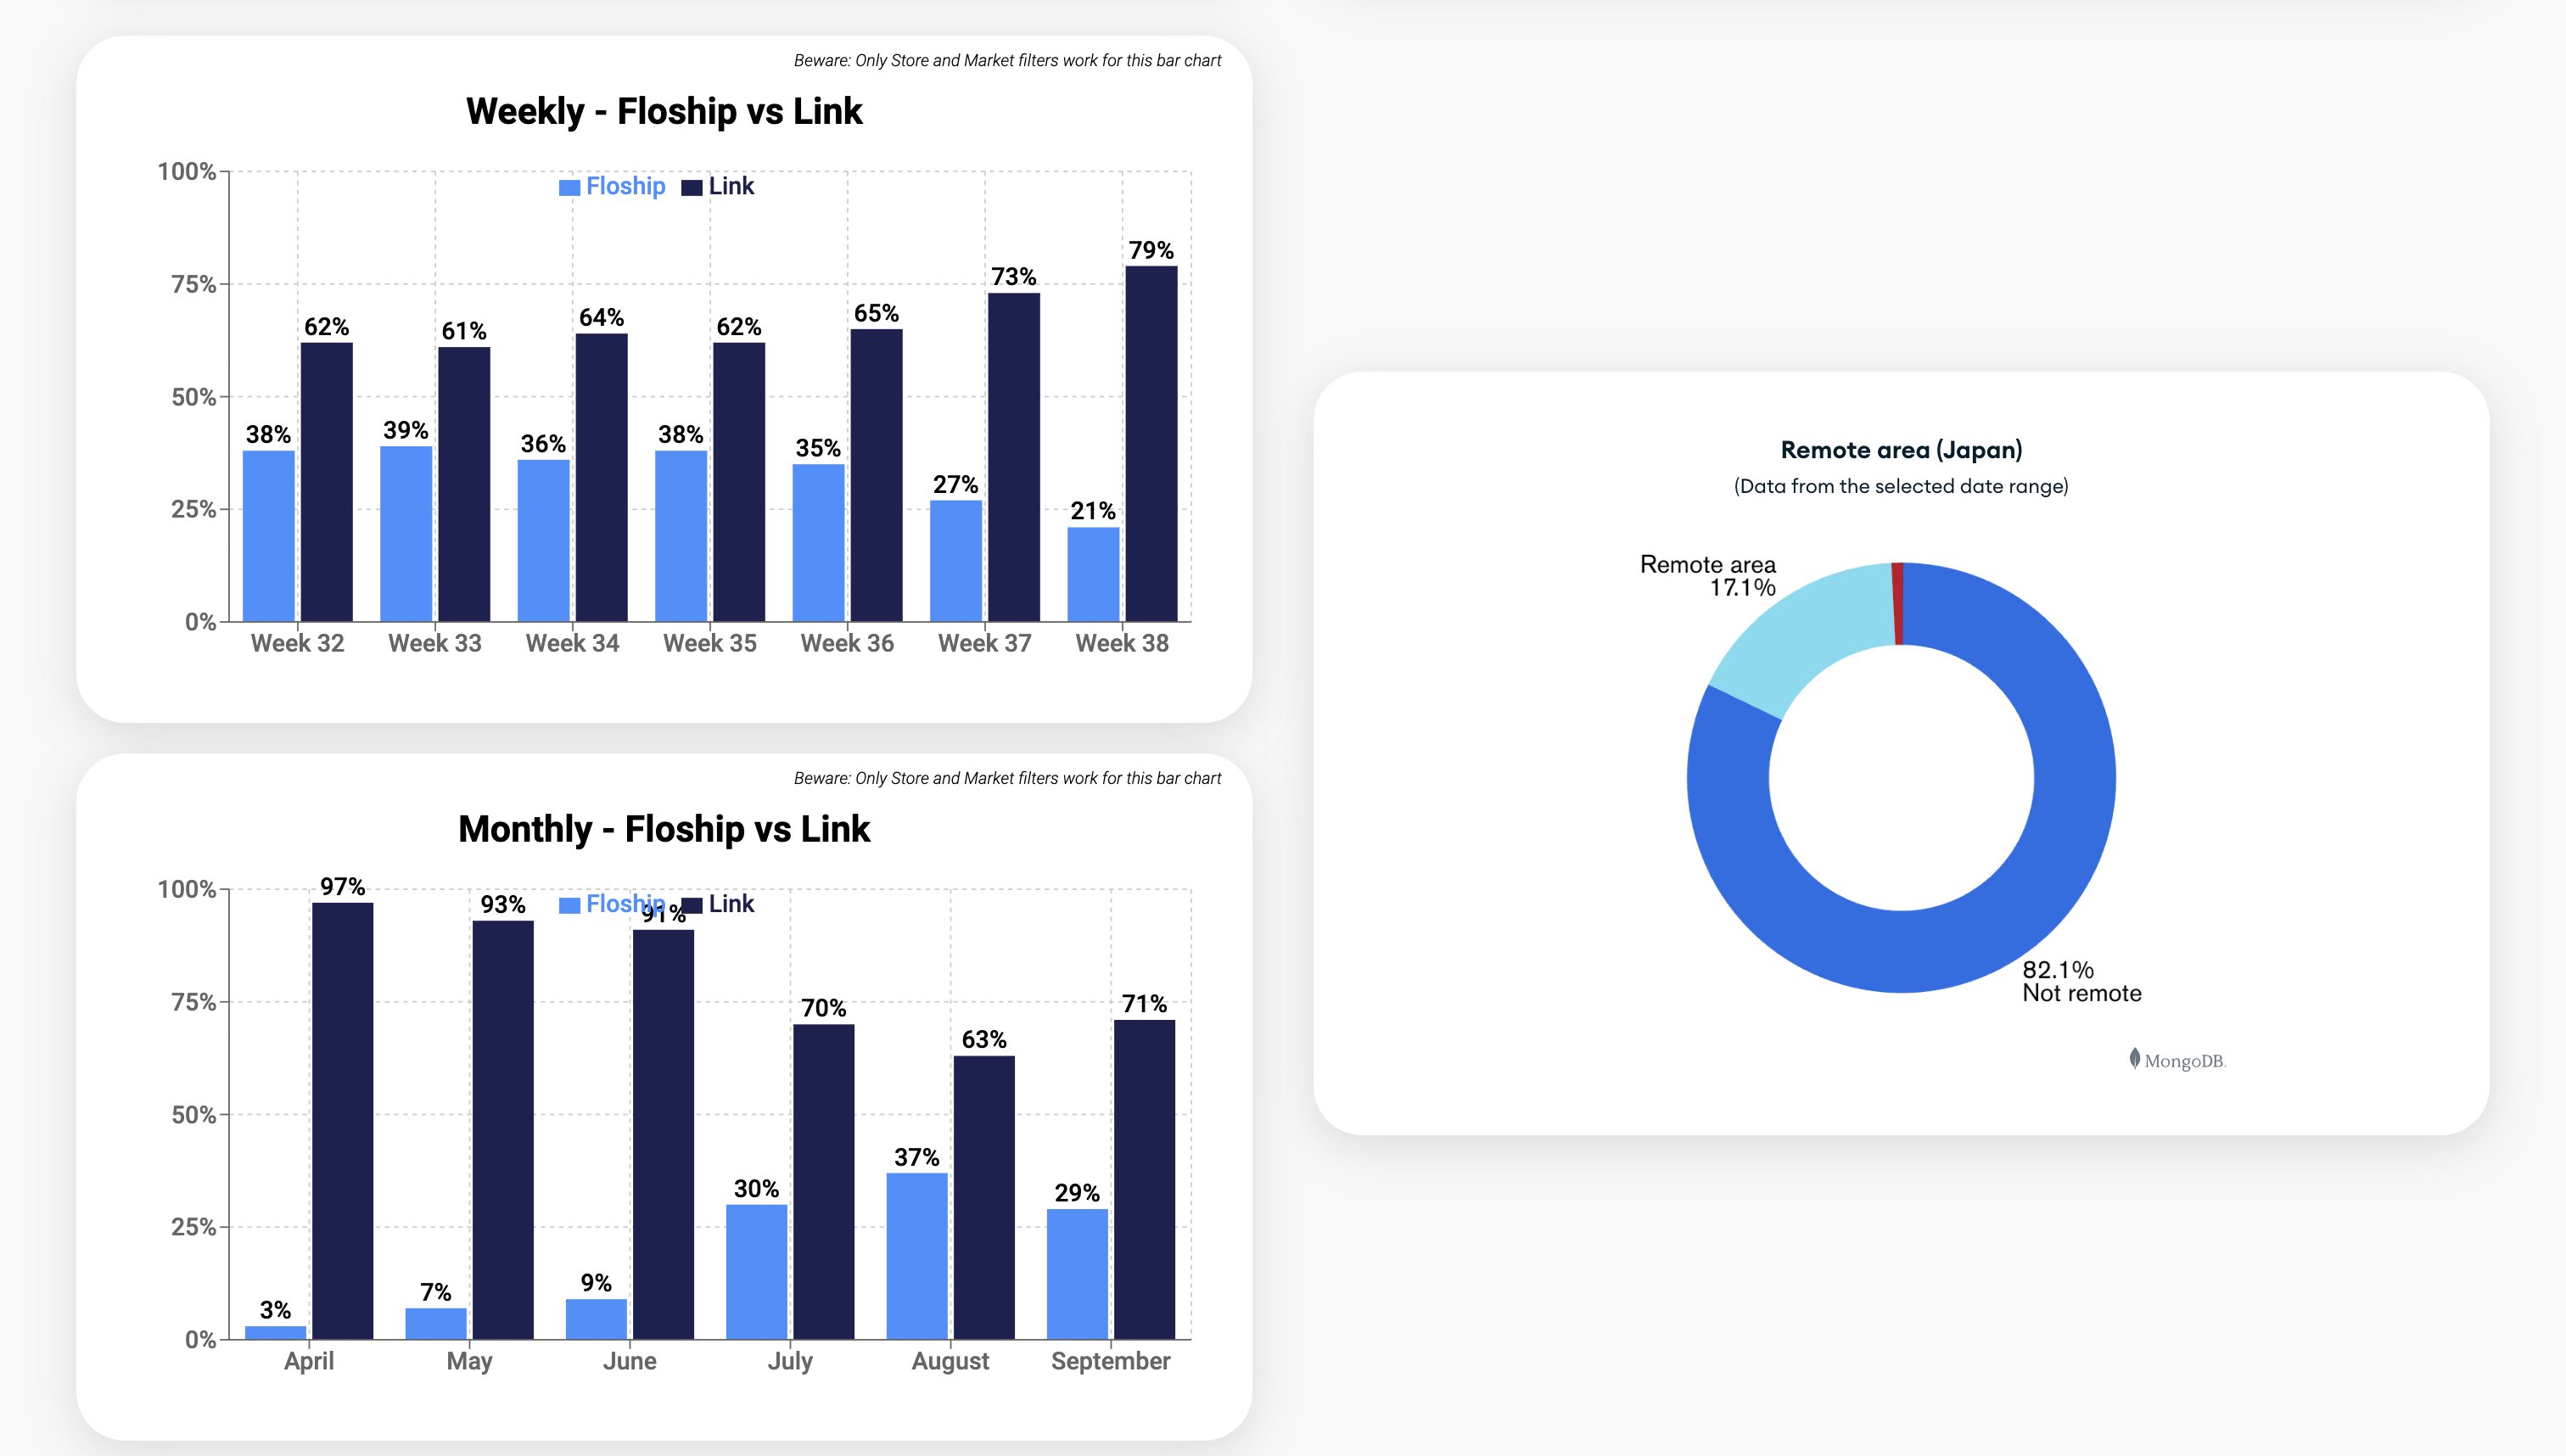 Beware: Only Store and Market filters work for this bar chart
Weekly - Floship vs Link
100%
75%
50%
25%
0%
Floship Link
38% 62% 39% 61% 36% 64% 38% 62% 35% 65% 27% 73% 21% 79%
Week 32 Week 33 Week 34 Week 35 Week 36 Week 37 Week 38
Beware: Only Store and Market filters work for this bar chart
Monthly - Floship vs Link
100%
75%
50%
25%
0%
Floship Link
3% 97% 7% 93% 9% 91% 30% 70% 37% 63% 29% 71%
April May June July August September
Remote area (Japan)
(Data from the selected date range)
Remote area
17.1%
82.1%
Not remote
MongoDB.